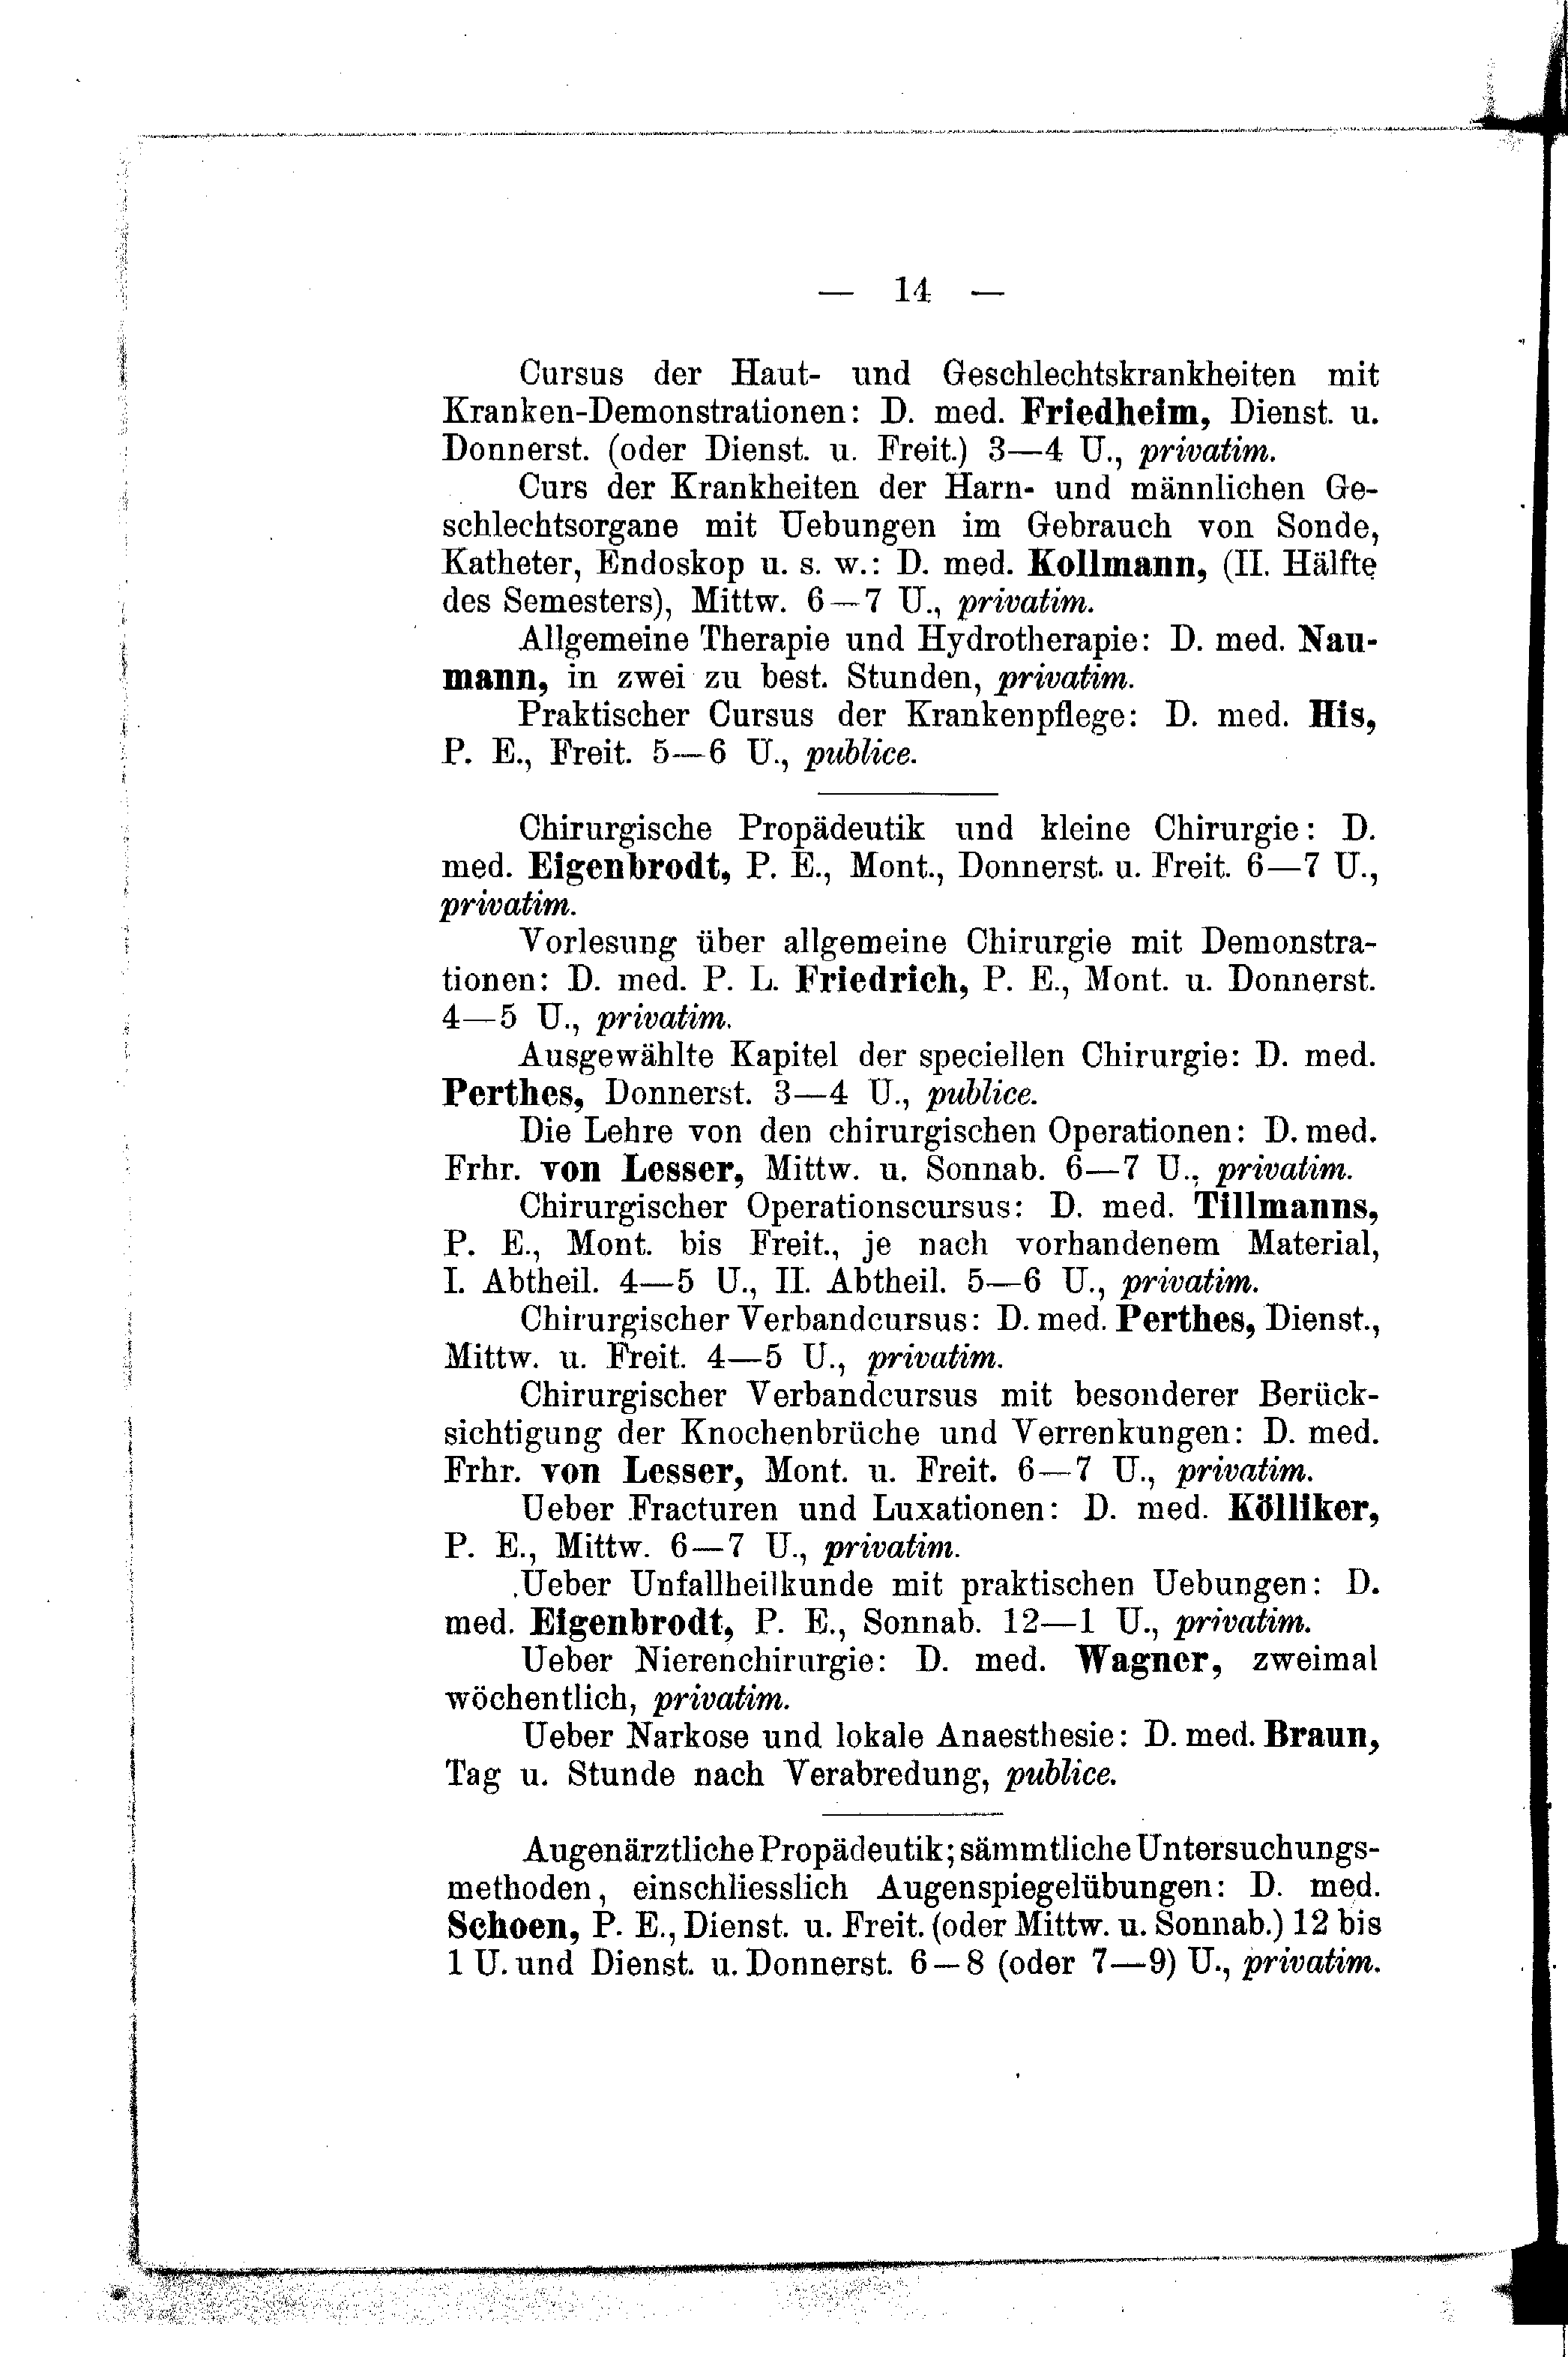 — 14 —
Cursus der Haut- und Geschlechtskrankheiten mit
Kranken-Demonstrationen: D. med. Friedheim, Dienst. u.
Donnerst. (oder Dienst. u. Freit.) 3—4 U., privatim.
Curs der Krankheiten der Harn- und männlichen Ge-
schlechtsorgane mit Uebungen im Gebrauch von Sonde,
Katheter, Endoskop u. s. w.: D. med. Kollmann, (II. Hälfte
des Semesters), Mittw. 6—7 U., privatim.
Allgemeine Therapie und Hydrotherapie: D. med. Nau-
mann, in zwei zu best. Stunden, privatim.
Praktischer Cursus der Krankenpflege: D. med. His,
P. E., Freit. 5—6 U., publice.
Chirurgische Propädeutik und kleine Chirurgie: D.
med. Eigenbrodt, P. E., Mont., Donnerst. u. Freit. 6—7 U.,
privatim.
Vorlesung über allgemeine Chirurgie mit Demonstra-
tionen: D. med. P. L. Friedrich, P. E., Mont. u. Donnerst.
4—5 U., privatim.
Ausgewählte Kapitel der speciellen Chirurgie: D. med.
Perthes, Donnerst. 3—4 U., publice.
Die Lehre von den chirurgischen Operationen: D. med.
Frhr. von Lesser, Mittw. u. Sonnab. 6—7 U., privatim.
Chirurgischer Operationscursus: D. med. Tillmanns,
P. E., Mont. bis Freit., je nach vorhandenem Material,
I. Abtheil. 4—5 U., II. Abtheil. 5—6 U., privatim.
Chirurgischer Verbandcursus: D. med. Perthes, Dienst.,
Mittw. u. Freit. 4—5 U., privatim.
Chirurgischer Verbandcursus mit besonderer Berück-
sichtigung der Knochenbrüche und Verrenkungen: D. med.
Frhr. von Lesser, Mont. u. Freit. 6—7 U., privatim.
Ueber Fracturen und Luxationen: D. med. Kölliker,
P. E., Mittw. 6—7 U., privatim.
Ueber Unfallheilkunde mit praktischen Uebungen: D.
med. Eigenbrodt, P. E., Sonnab. 12—1 U., privatim.
Ueber Nierenchirurgie: D. med. Wagner, zweimal
wöchentlich, privatim.
Ueber Narkose und lokale Anaesthesie: D. med. Braun,
Tag u. Stunde nach Verabredung, publice.
Augenärztliche Propädeutik; sämmtliche Untersuchungs-
methoden, einschliesslich Augenspiegelübungen: D. med.
Schoen, P. E., Dienst. u. Freit. (oder Mittw. u. Sonnab.) 12 bis
1 U. und Dienst. u. Donnerst. 6—8 (oder 7—9) U., privatim.